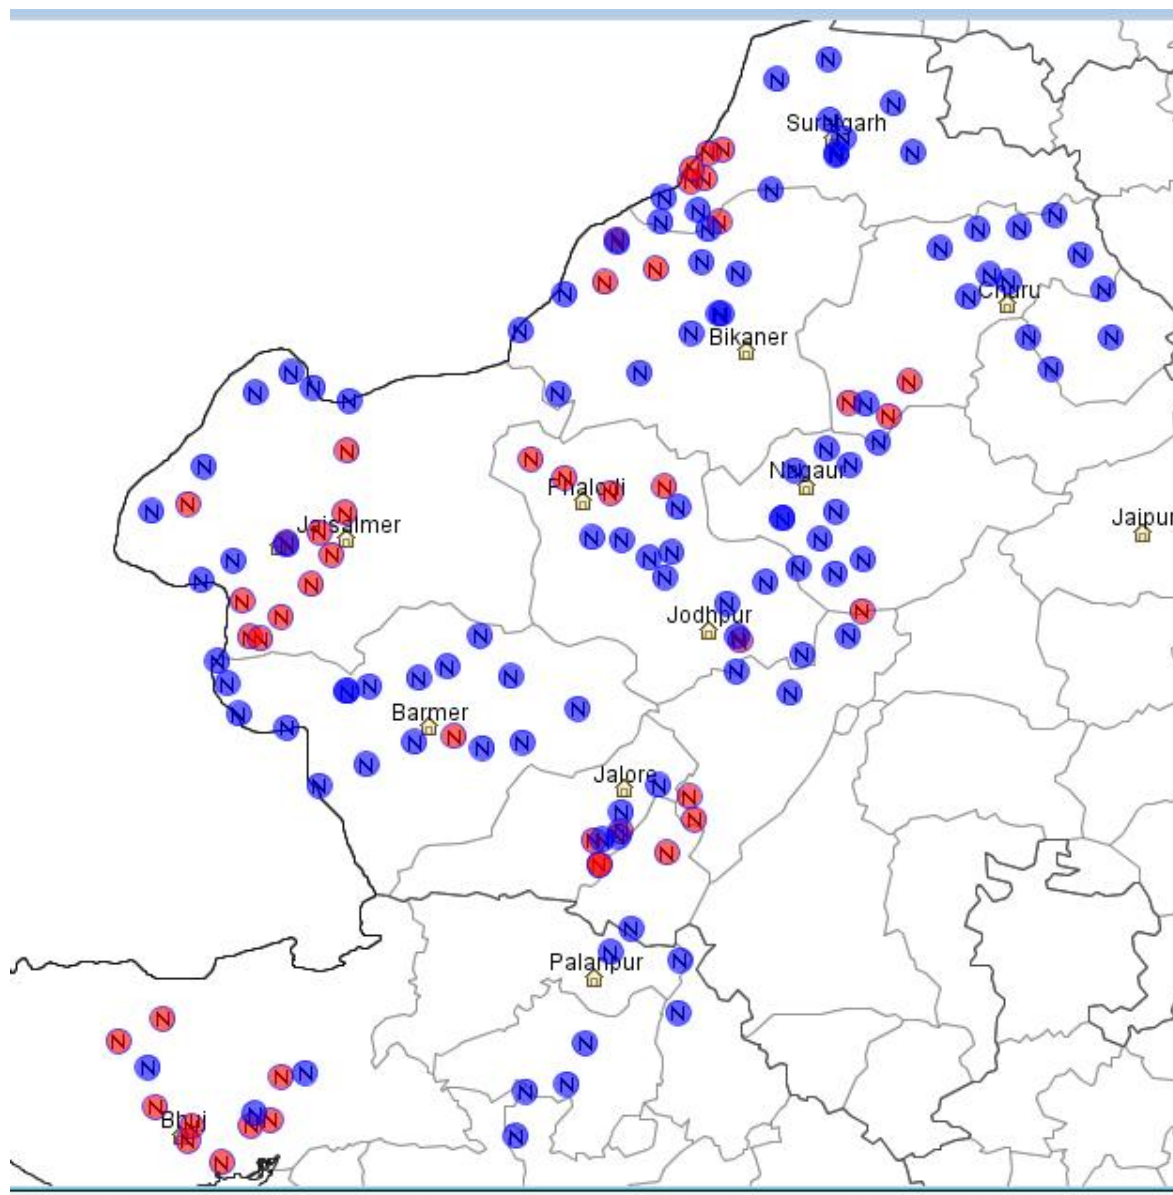 Suratgarh
Churu
Bikaner
Nagaur
Phalodi
Jaisalmer
Jaipur
Jodhpur
Barmer
Jalore
Palanpur
Bhuj